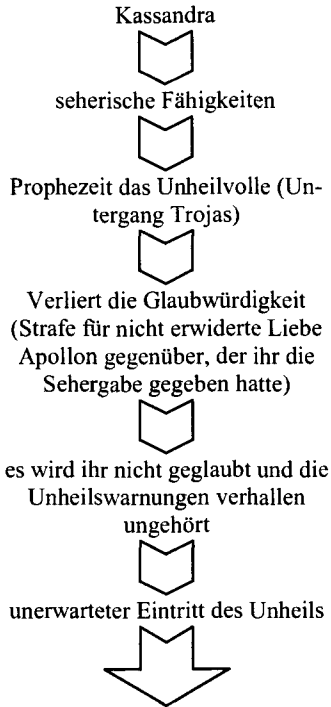 Kassandra
seherische Fähigkeiten
Prophezeit das Unheilvolle (Un-
tergang Trojas)
Verliert die Glaubwürdigkeit
(Strafe für nicht erwiderte Liebe
Apollon gegenüber, der ihr die
Sehergabe gegeben hatte)
es wird ihr nicht geglaubt und die
Unheilswarnungen verhallen
ungehört
unerwarteter Eintritt des Unheils